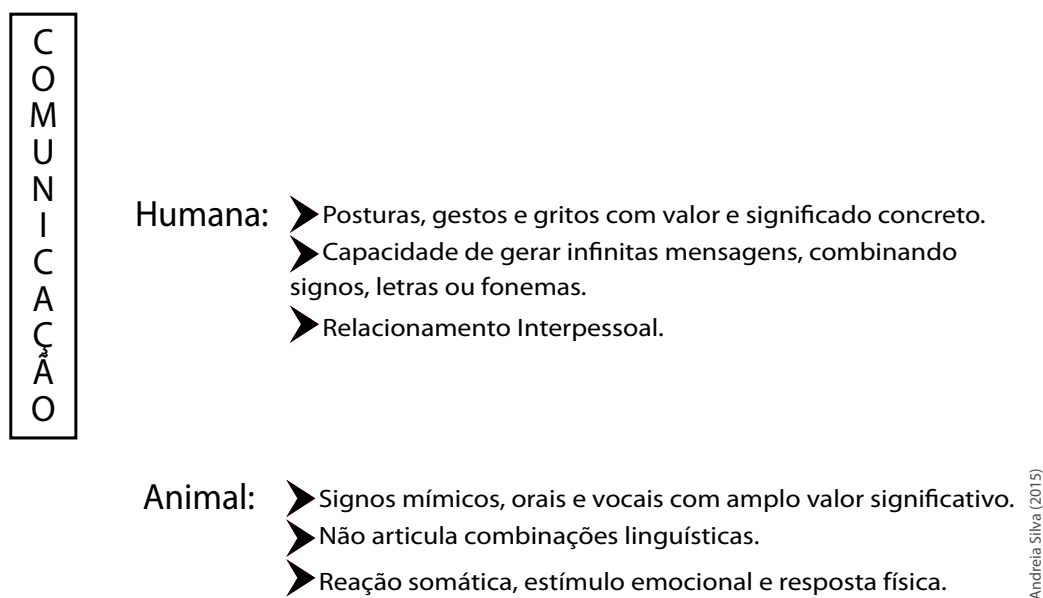 COMUNICAÇÃO
Humana:
Posturas, gestos e gritos com valor e significado concreto.
Capacidade de gerar infinitas mensagens, combinando
signos, letras ou fonemas.
Relacionamento Interpessoal.
Animal:
Signos mímicos, orais e vocais com amplo valor significativo.
Não articula combinações linguísticas.
Reação somática, estímulo emocional e resposta física.
Andreia Silva (2015)